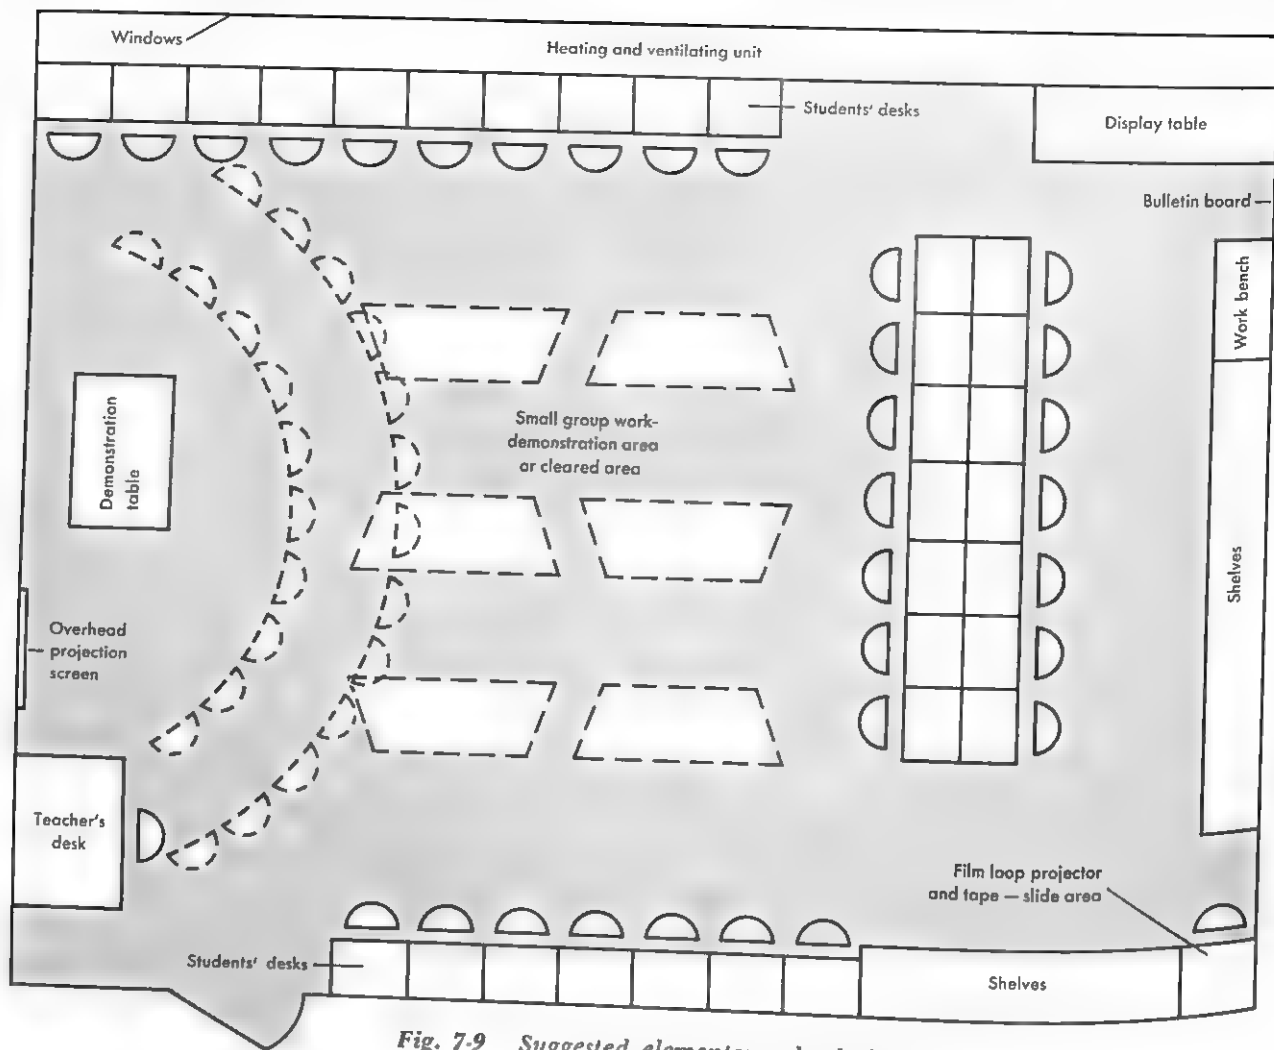 Windows
Heating and ventilating unit
Students' desks
Display table
Bulletin board
Work bench
Demonstration
table
Small group work-
demonstration area
or cleared area
Shelves
Overhead
projection
screen
Teacher's
desk
Film loop projector
and tape — slide area
Students' desks
Shelves
Fig. 7-9 Suggested elementary